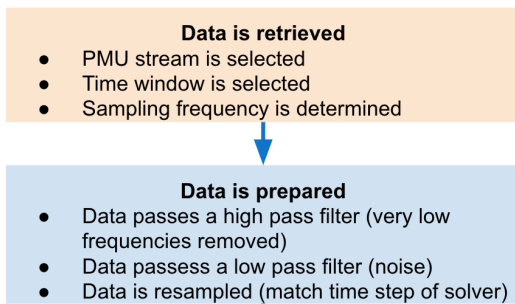 Data is retrieved
● PMU stream is selected
● Time window is selected
● Sampling frequency is determined
Data is prepared
● Data passes a high pass filter (very low
frequencies removed)
● Data possess a low pass filter (noise)
● Data is resampled (match time step of solver)